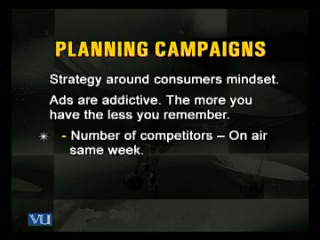 PLANNING CAMPAIGNS
Strategy around consumers mindset.
Ads are addictive. The more you
have the less you remember.
- Number of competitors – On air
same week.
VU